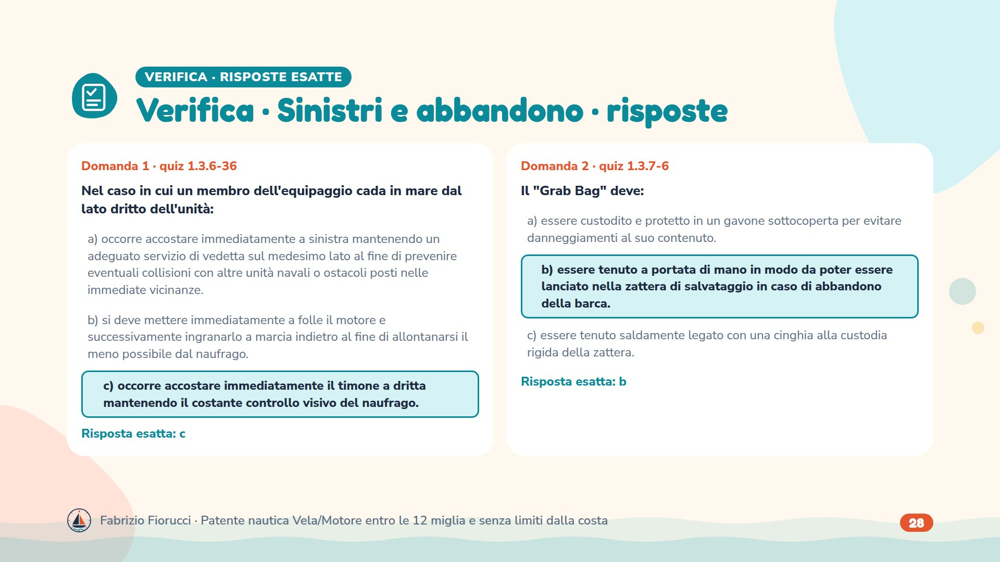 VERIFICA · RISPOSTE ESATTE
Verifica · Sinistri e abbandono · risposte
Domanda 1 · quiz 1.3.6-36
Nel caso in cui un membro dell'equipaggio cada in mare dal
lato dritto dell'unità:
a) occorre accostare immediatamente a sinistra mantenendo un
adeguato servizio di vedetta sul medesimo lato al fine di prevenire
eventuali collisioni con altre unità navali o ostacoli posti nelle
immediate vicinanze.
b) si deve mettere immediatamente a folle il motore e
successivamente ingranarlo a marcia indietro al fine di allontanarsi il
meno possibile dal naufrago.
c) occorre accostare immediatamente il timone a dritta
mantenendo il costante controllo visivo del naufrago.
Risposta esatta: c
Domanda 2 · quiz 1.3.7-6
Il "Grab Bag" deve:
a) essere custodito e protetto in un gavone sottocoperta per evitare
danneggiamenti al suo contenuto.
b) essere tenuto a portata di mano in modo da poter essere
lanciato nella zattera di salvataggio in caso di abbandono
della barca.
c) essere tenuto saldamente legato con una cinghia alla custodia
rigida della zattera.
Risposta esatta: b
Fabrizio Fiorucci · Patente nautica Vela/Motore entro le 12 miglia e senza limiti dalla costa
28